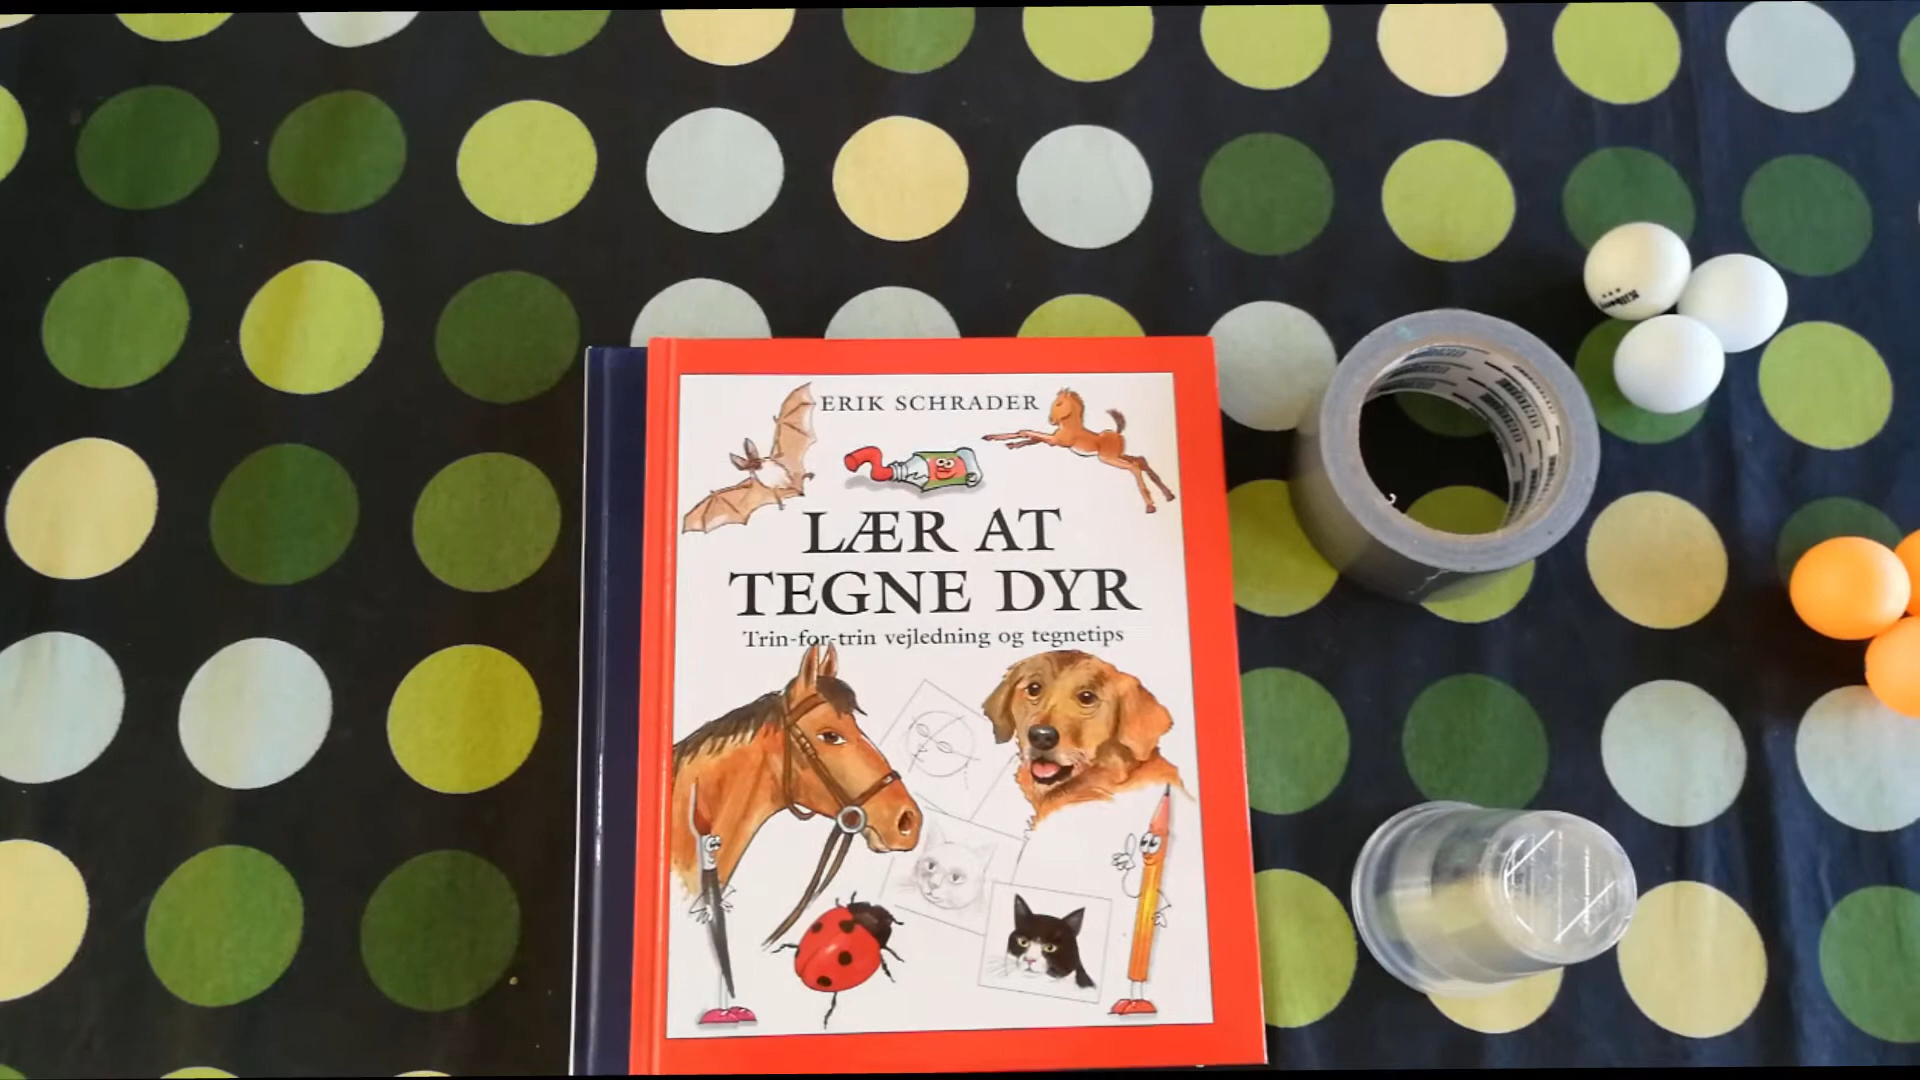 ERIK SCHRADER
LÆR AT
TEGNE DYR
Trin-for-trin vejledning og tegnetips